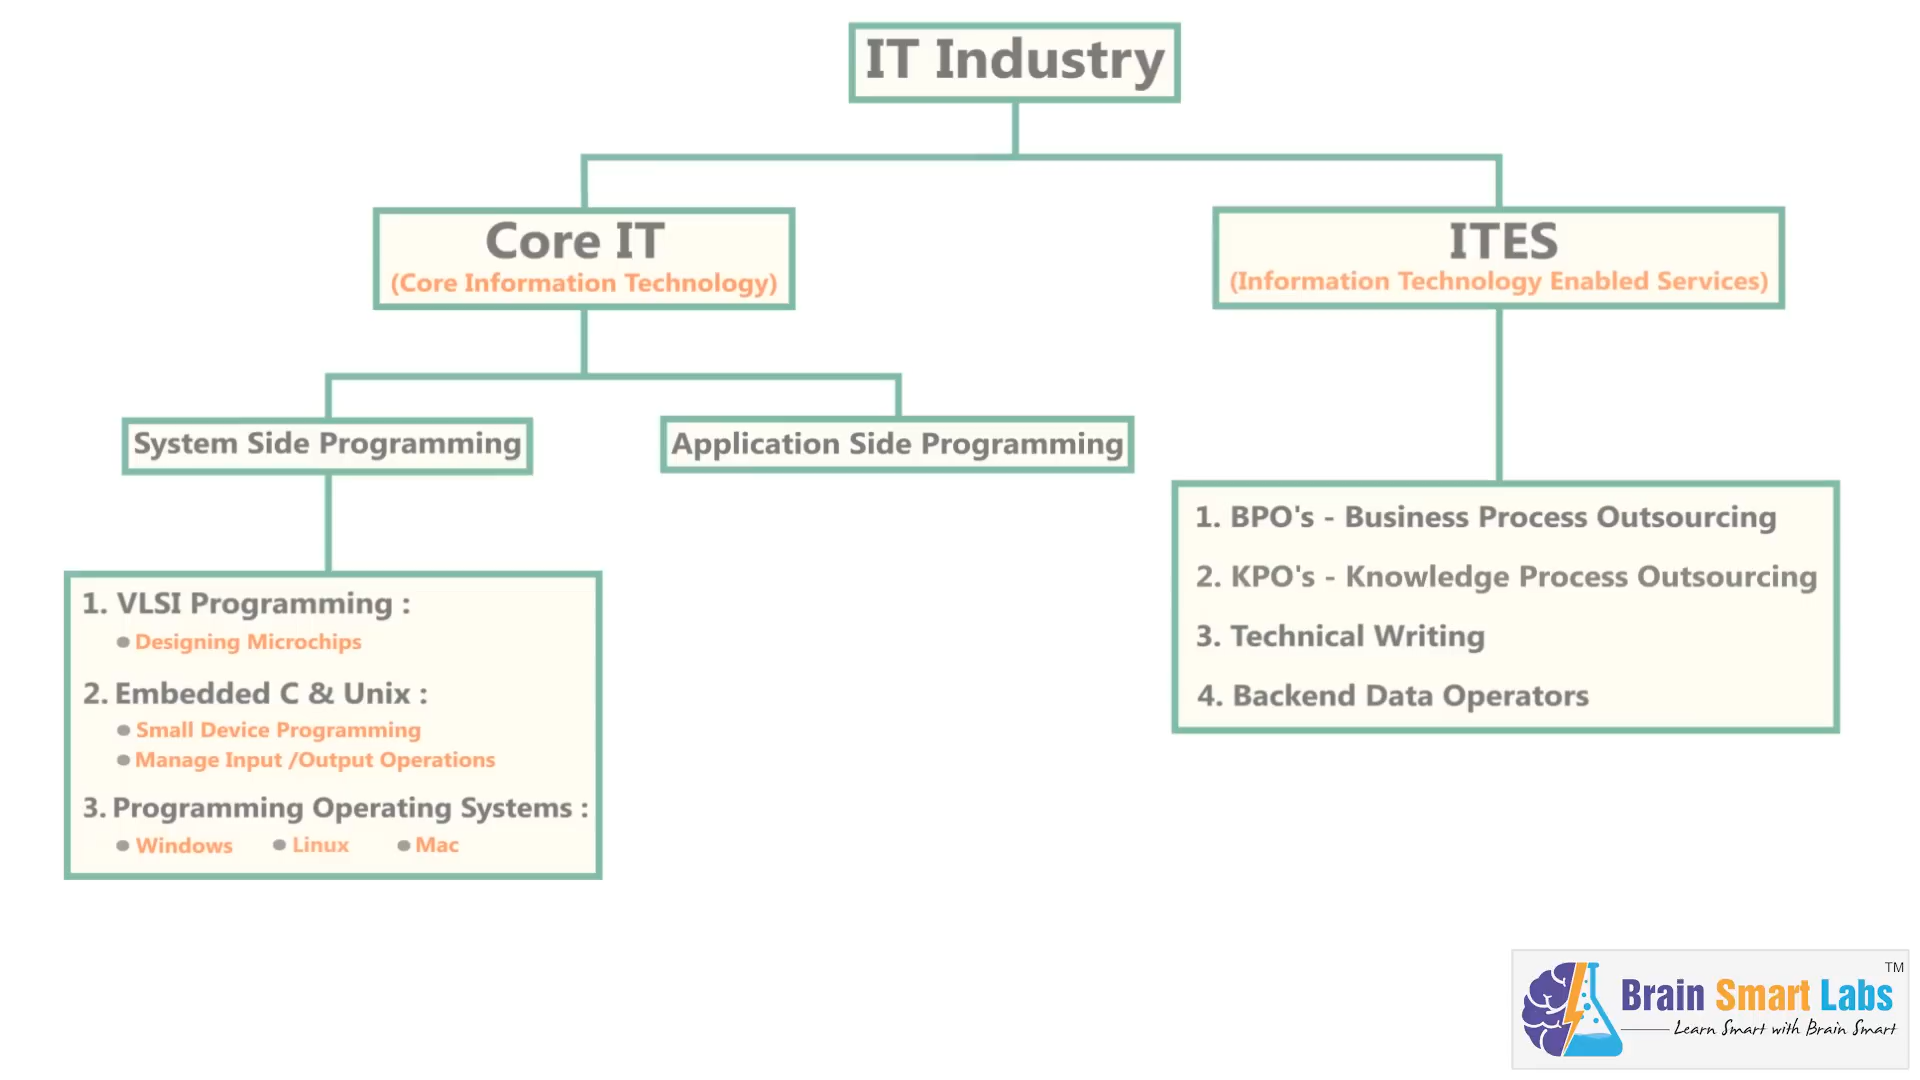 IT Industry
Core IT
(Core Information Technology)
ITES
(Information Technology Enabled Services)
System Side Programming
Application Side Programming
1. VLSI Programming :
● Designing Microchips
2. Embedded C & Unix :
● Small Device Programming
● Manage Input /Output Operations
3. Programming Operating Systems :
● Windows ● Linux ● Mac
1. BPO's - Business Process Outsourcing
2. KPO's - Knowledge Process Outsourcing
3. Technical Writing
4. Backend Data Operators
Brain Smart Labs TM
Learn Smart with Brain Smart